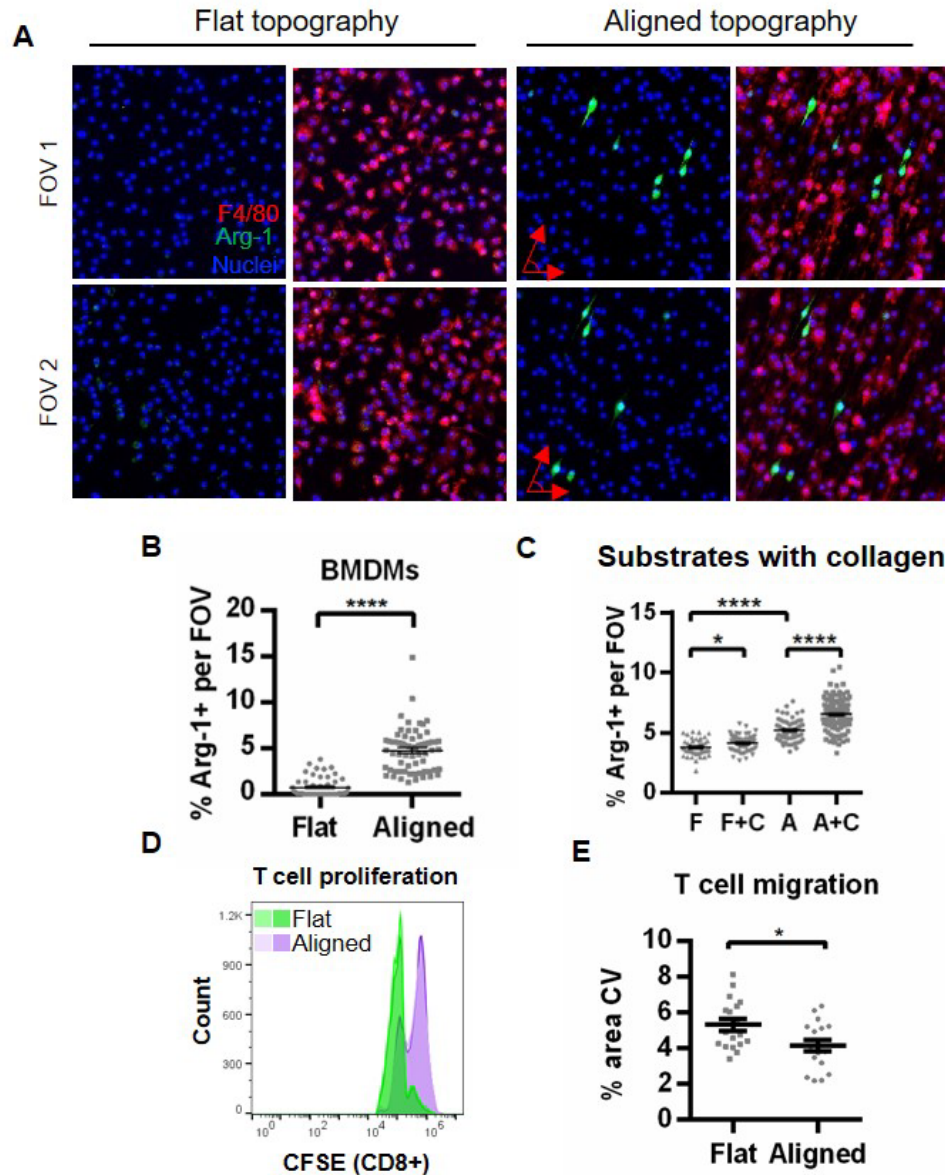 Flat topography Aligned topography
A
FOV 1
F4/80
Arg-1
Nuclei
FOV 2
B
BMDMs
% Arg-1+ per FOV
20
15
10
5
0
****
Flat Aligned
C
Substrates with collagen
% Arg-1+ per FOV
15
10
5
0
****
* ****
F F+C A A+C
D
T cell proliferation
Flat
Aligned
Count
1.2K
900
600
300
0
10^0 10^2 10^4 10^6
CFSE (CD8+)
E
T cell migration
% area CV
10
8
6
4
2
0
*
Flat Aligned